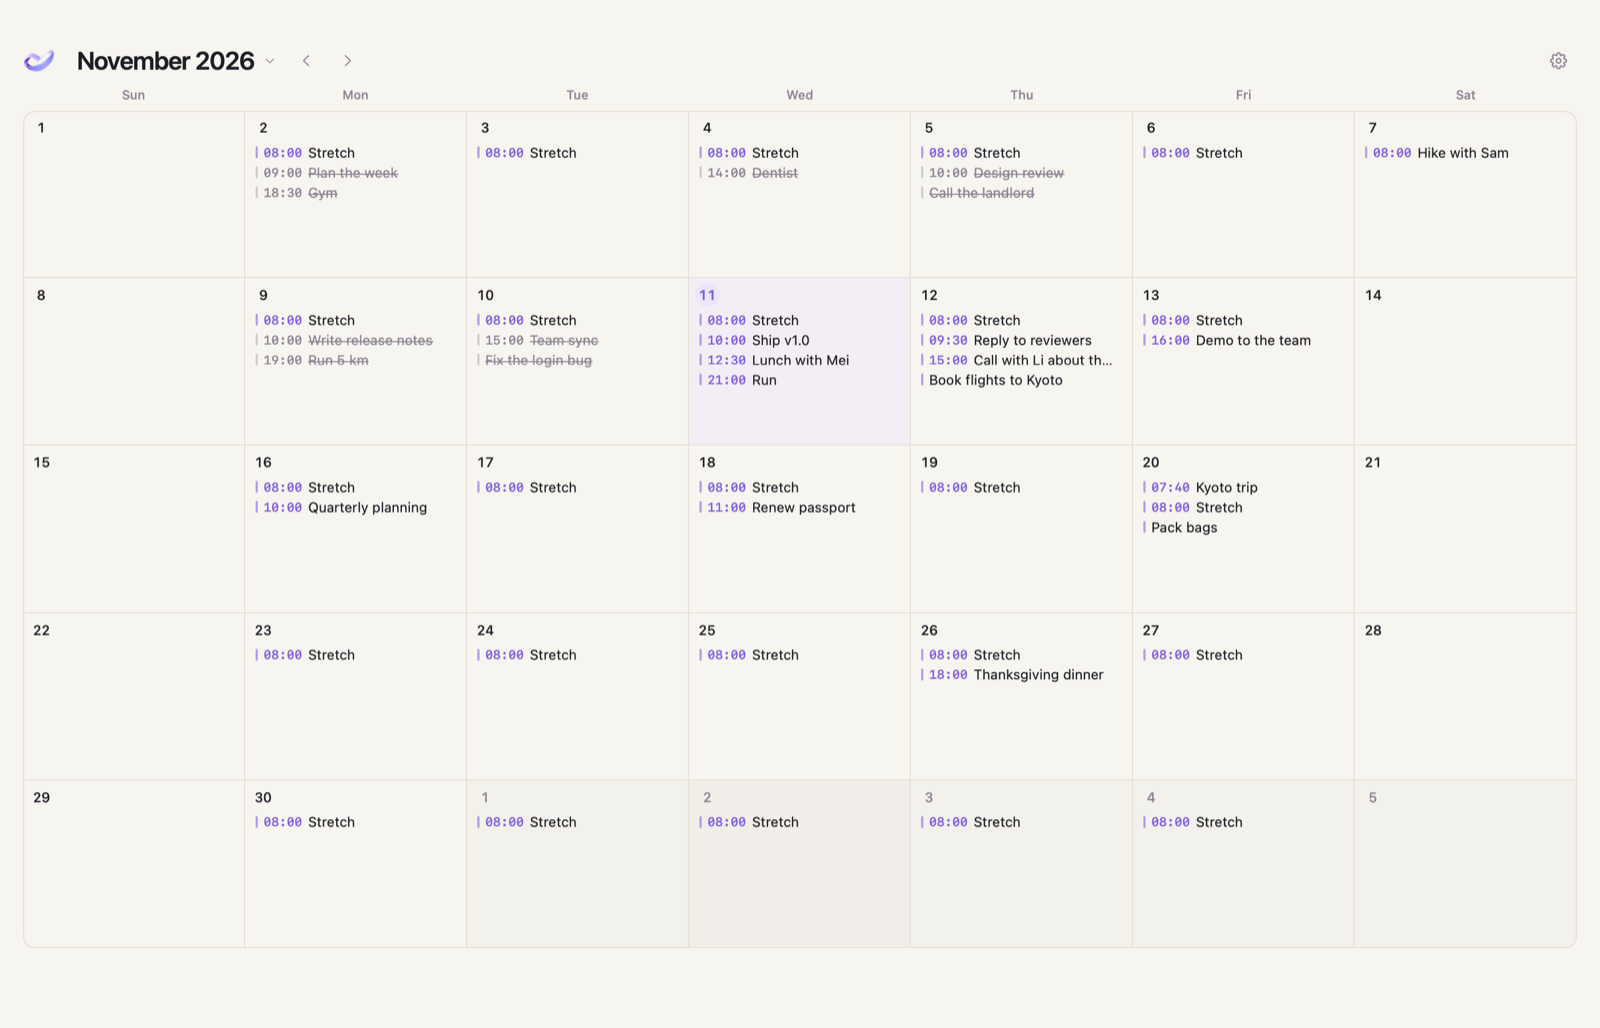 November 2026
Sun Mon Tue Wed Thu Fri Sat
1
2
08:00 Stretch
09:00 Plan the week
18:30 Gym
3
08:00 Stretch
4
08:00 Stretch
14:00 Dentist
5
08:00 Stretch
10:00 Design review
Call the landlord
6
08:00 Stretch
7
08:00 Hike with Sam
8
9
08:00 Stretch
10:00 Write release notes
19:00 Run 5 km
10
08:00 Stretch
15:00 Team sync
Fix the login bug
11
08:00 Stretch
10:00 Ship v1.0
12:30 Lunch with Mei
21:00 Run
12
08:00 Stretch
09:30 Reply to reviewers
15:00 Call with Li about th...
Book flights to Kyoto
13
08:00 Stretch
16:00 Demo to the team
14
15
16
08:00 Stretch
10:00 Quarterly planning
17
08:00 Stretch
18
08:00 Stretch
11:00 Renew passport
19
08:00 Stretch
20
07:40 Kyoto trip
08:00 Stretch
Pack bags
21
22
23
08:00 Stretch
24
08:00 Stretch
25
08:00 Stretch
26
08:00 Stretch
18:00 Thanksgiving dinner
27
08:00 Stretch
28
29
30
08:00 Stretch
1
08:00 Stretch
2
08:00 Stretch
3
08:00 Stretch
4
08:00 Stretch
5